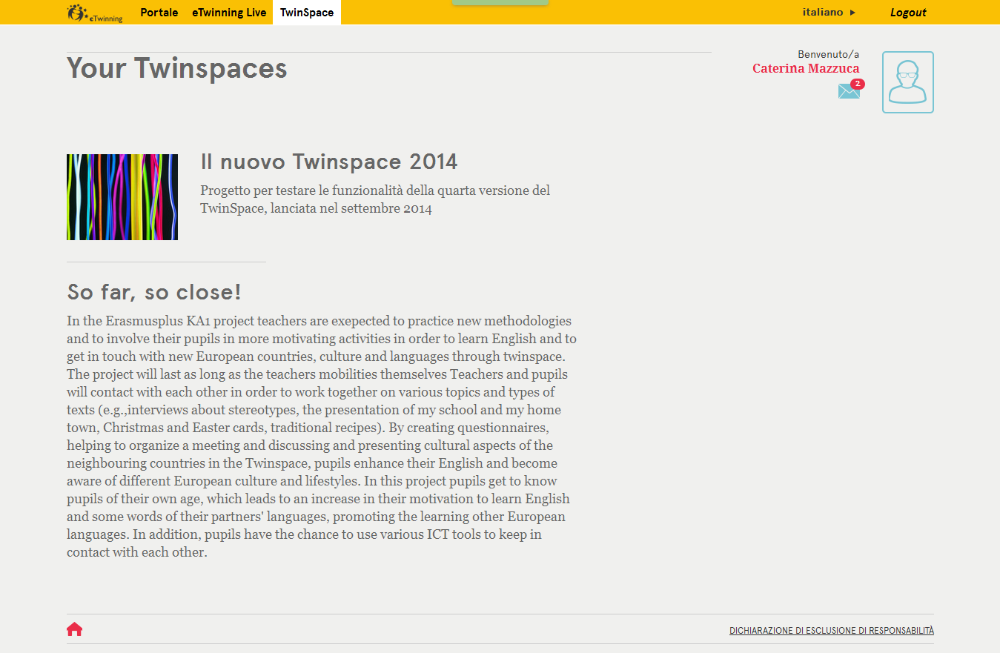 eTwinning
Portale eTwinning Live TwinSpace
italiano
Logout
Your Twinspaces
Benvenuto/a
Caterina Mazzuca
2
Il nuovo Twinspace 2014
Progetto per testare le funzionalità della quarta versione del
TwinSpace, lanciata nel settembre 2014
So far, so close!
In the Erasmusplus KA1 project teachers are exepected to practice new methodologies
and to involve their pupils in more motivating activities in order to learn English and to
get in touch with new European countries, culture and languages through twinspace.
The project will last as long as the teachers mobilities themselves Teachers and pupils
will contact with each other in order to work together on various topics and types of
texts (e.g.,interviews about stereotypes, the presentation of my school and my home
town, Christmas and Easter cards, traditional recipes). By creating questionnaires,
helping to organize a meeting and discussing and presenting cultural aspects of the
neighbouring countries in the Twinspace, pupils enhance their English and become
aware of different European culture and lifestyles. In this project pupils get to know
pupils of their own age, which leads to an increase in their motivation to learn English
and some words of their partners' languages, promoting the learning other European
languages. In addition, pupils have the chance to use various ICT tools to keep in
contact with each other.
DICHIARAZIONE DI ESCLUSIONE DI RESPONSABILITÀ